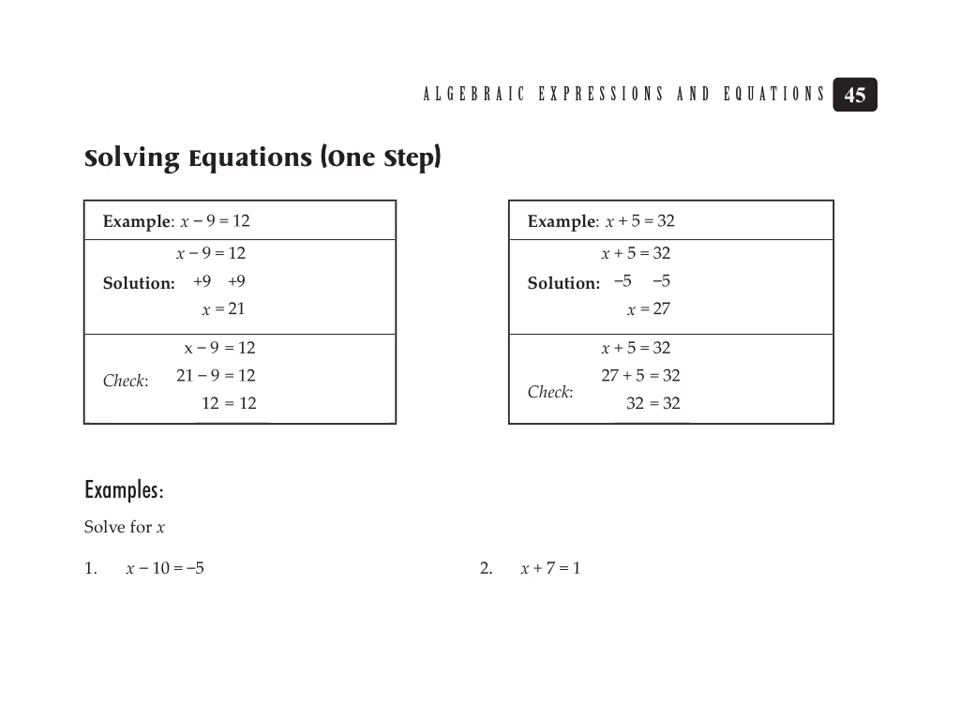 ALGEBRAIC EXPRESSIONS AND EQUATIONS 45
Solving Equations (One Step)
Example: x − 9 = 12
x − 9 = 12
Solution: +9 +9
x = 21
x − 9 = 12
Check: 21 − 9 = 12
12 = 12
Example: x + 5 = 32
x + 5 = 32
Solution: −5 −5
x = 27
x + 5 = 32
27 + 5 = 32
Check:
32 = 32
Examples:
Solve for x
1. x − 10 = −5
2. x + 7 = 1